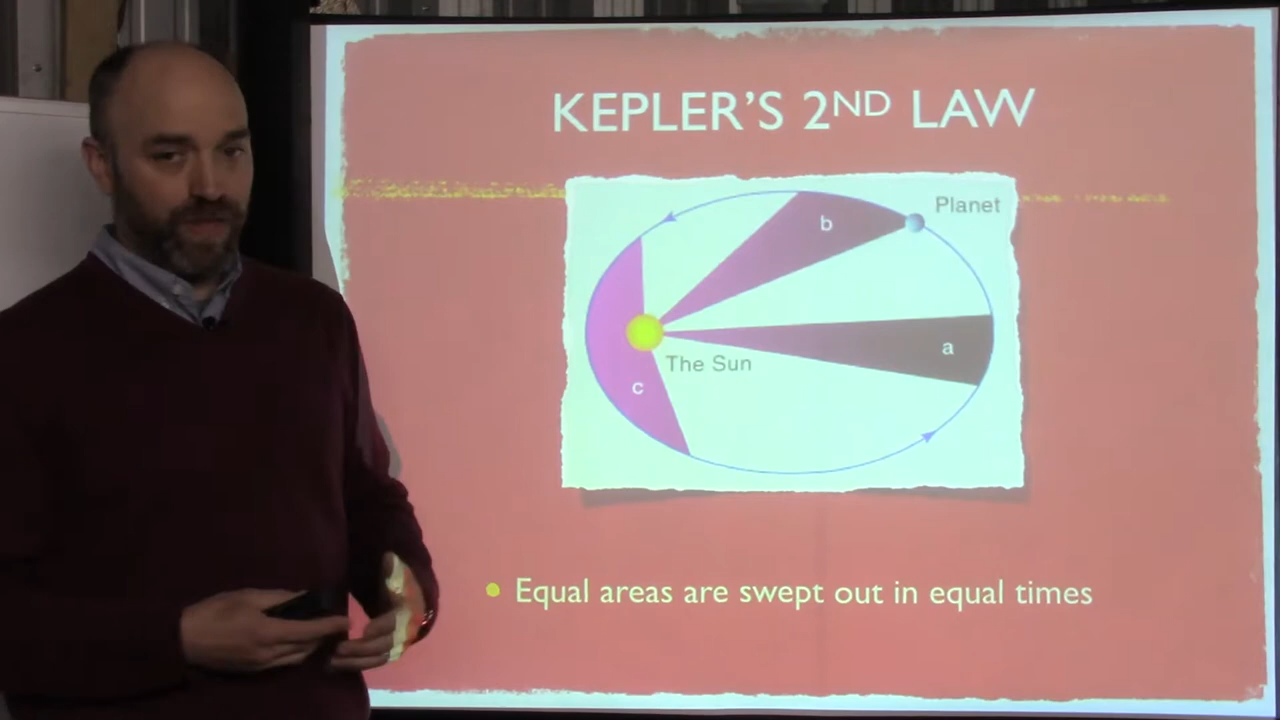 KEPLER'S 2ND LAW
Planet
b
a
The Sun
c
Equal areas are swept out in equal times